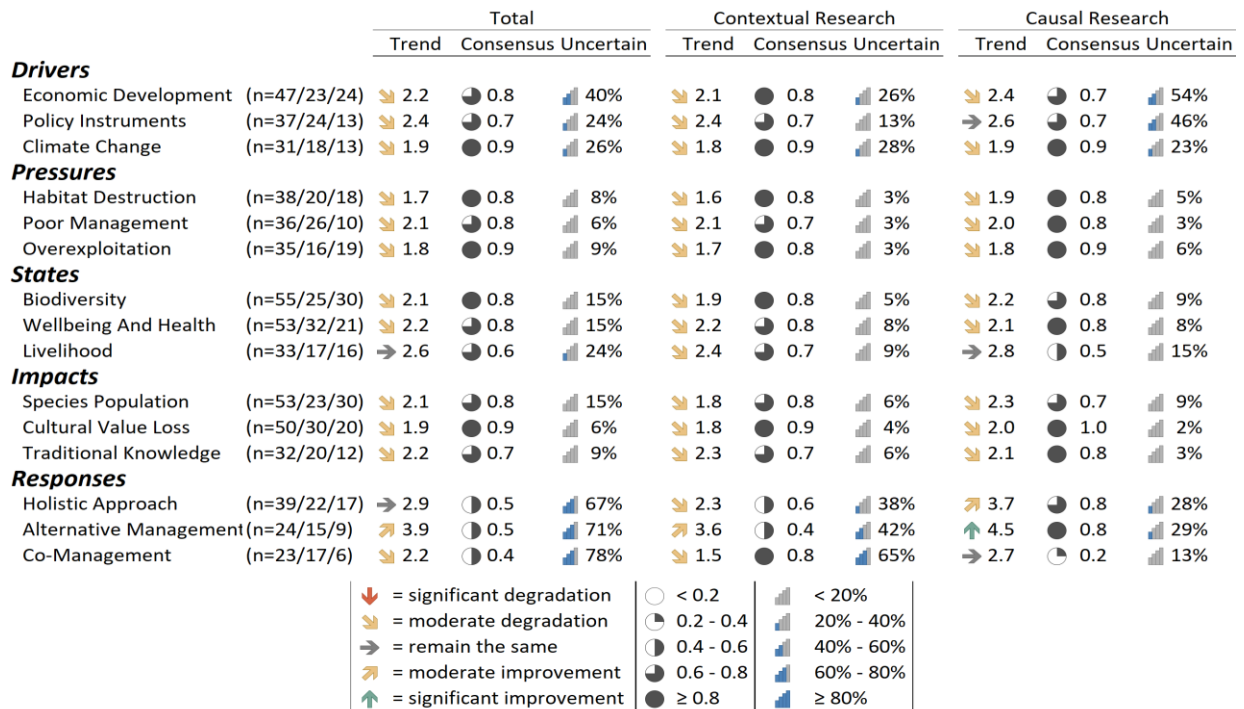 Total Contextual Research Causal Research
Trend Consensus Uncertain Trend Consensus Uncertain Trend Consensus Uncertain
Drivers
Economic Development (n=47/23/24) 2.2 0.8 40% 2.1 0.8 26% 2.4 0.7 54%
Policy Instruments (n=37/24/13) 2.4 0.7 24% 2.4 0.7 13% 2.6 0.7 46%
Climate Change (n=31/18/13) 1.9 0.9 26% 1.8 0.9 28% 1.9 0.9 23%
Pressures
Habitat Destruction (n=38/20/18) 1.7 0.8 8% 1.6 0.8 3% 1.9 0.8 5%
Poor Management (n=36/26/10) 2.1 0.8 6% 2.1 0.7 3% 2.0 0.8 3%
Overexploitation (n=35/16/19) 1.8 0.9 9% 1.7 0.8 3% 1.8 0.9 6%
States
Biodiversity (n=55/25/30) 2.1 0.8 15% 1.9 0.8 5% 2.2 0.8 9%
Wellbeing And Health (n=53/32/21) 2.2 0.8 15% 2.2 0.8 8% 2.1 0.8 8%
Livelihood (n=33/17/16) 2.6 0.6 24% 2.4 0.7 9% 2.8 0.5 15%
Impacts
Species Population (n=53/23/30) 2.1 0.8 15% 1.8 0.8 6% 2.3 0.7 9%
Cultural Value Loss (n=50/30/20) 1.9 0.9 6% 1.8 0.9 4% 2.0 1.0 2%
Traditional Knowledge (n=32/20/12) 2.2 0.7 9% 2.3 0.7 6% 2.1 0.8 3%
Responses
Holistic Approach (n=39/22/17) 2.9 0.5 67% 2.3 0.6 38% 3.7 0.8 28%
Alternative Management (n=24/15/9) 3.9 0.5 71% 3.6 0.4 42% 4.5 0.8 29%
Co-Management (n=23/17/6) 2.2 0.4 78% 1.5 0.8 65% 2.7 0.2 13%
= significant degradation < 0.2 < 20%
= moderate degradation 0.2 - 0.4 20% - 40%
= remain the same 0.4 - 0.6 40% - 60%
= moderate improvement 0.6 - 0.8 60% - 80%
= significant improvement ≥ 0.8 ≥ 80%